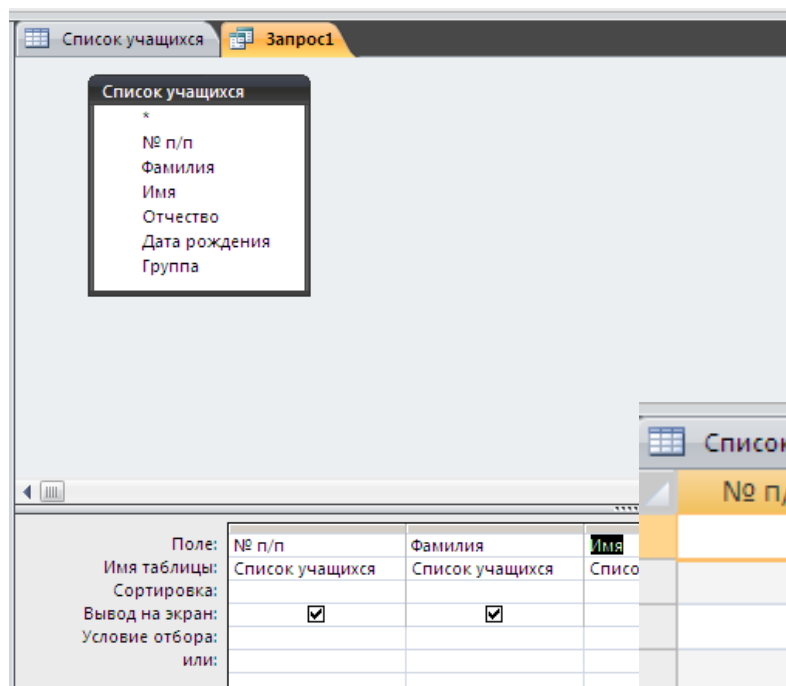 Список учащихся Запрос1
Список учащихся
*
№ п/п
Фамилия
Имя
Отчество
Дата рождения
Группа
Список
№ п/
Поле: № п/п Фамилия Имя
Имя таблицы: Список учащихся Список учащихся Списо
Сортировка:
Вывод на экран:
Условие отбора:
или: